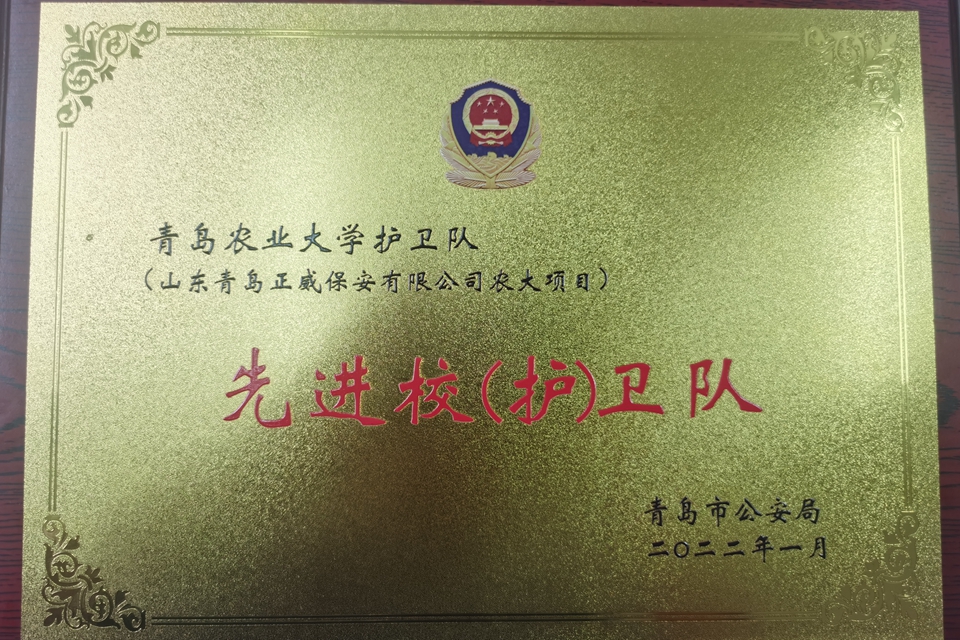 青岛农业大学护卫队
(山东青岛正威保安有限公司农大项目)
先进校(护)卫队
青岛市公安局
二〇二二年一月